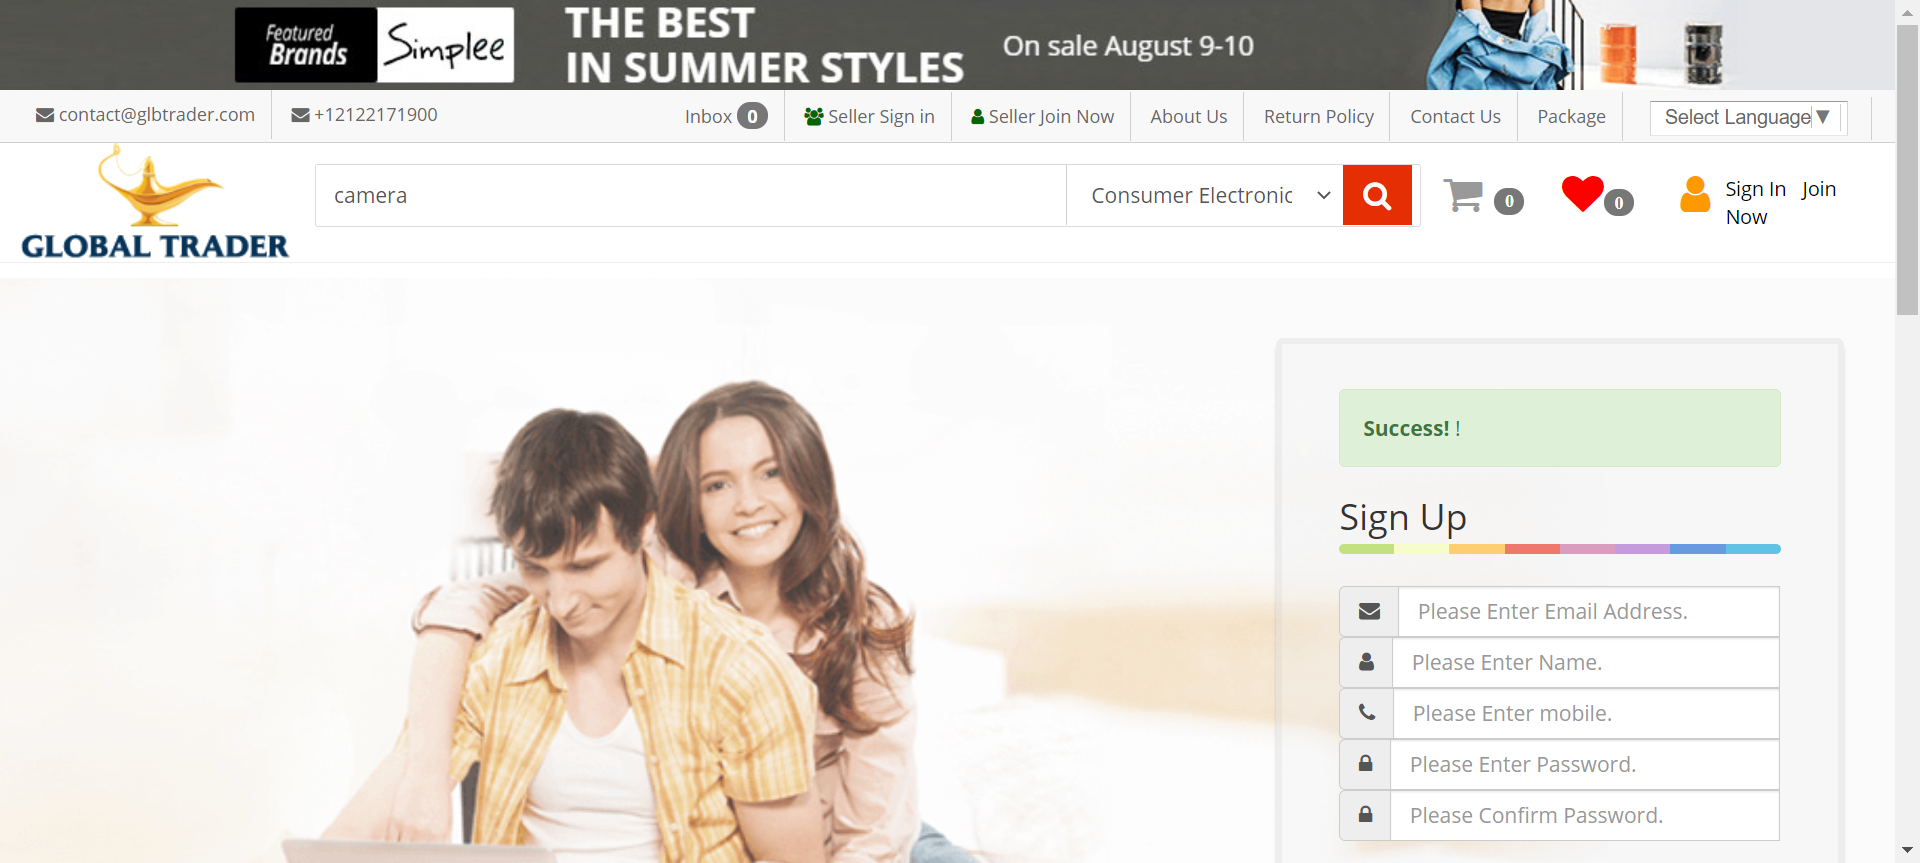 Featured
Brands
Simplee
THE BEST
IN SUMMER STYLES
On sale August 9-10
contact@glbtrader.com
+12122171900
Inbox 0
Seller Sign in
Seller Join Now
About Us
Return Policy
Contact Us
Package
Select Language▼
GLOBAL TRADER
camera
Consumer Electronic
0
0
Sign In Join
Now
Success! !
Sign Up
Please Enter Email Address.
Please Enter Name.
Please Enter mobile.
Please Enter Password.
Please Confirm Password.